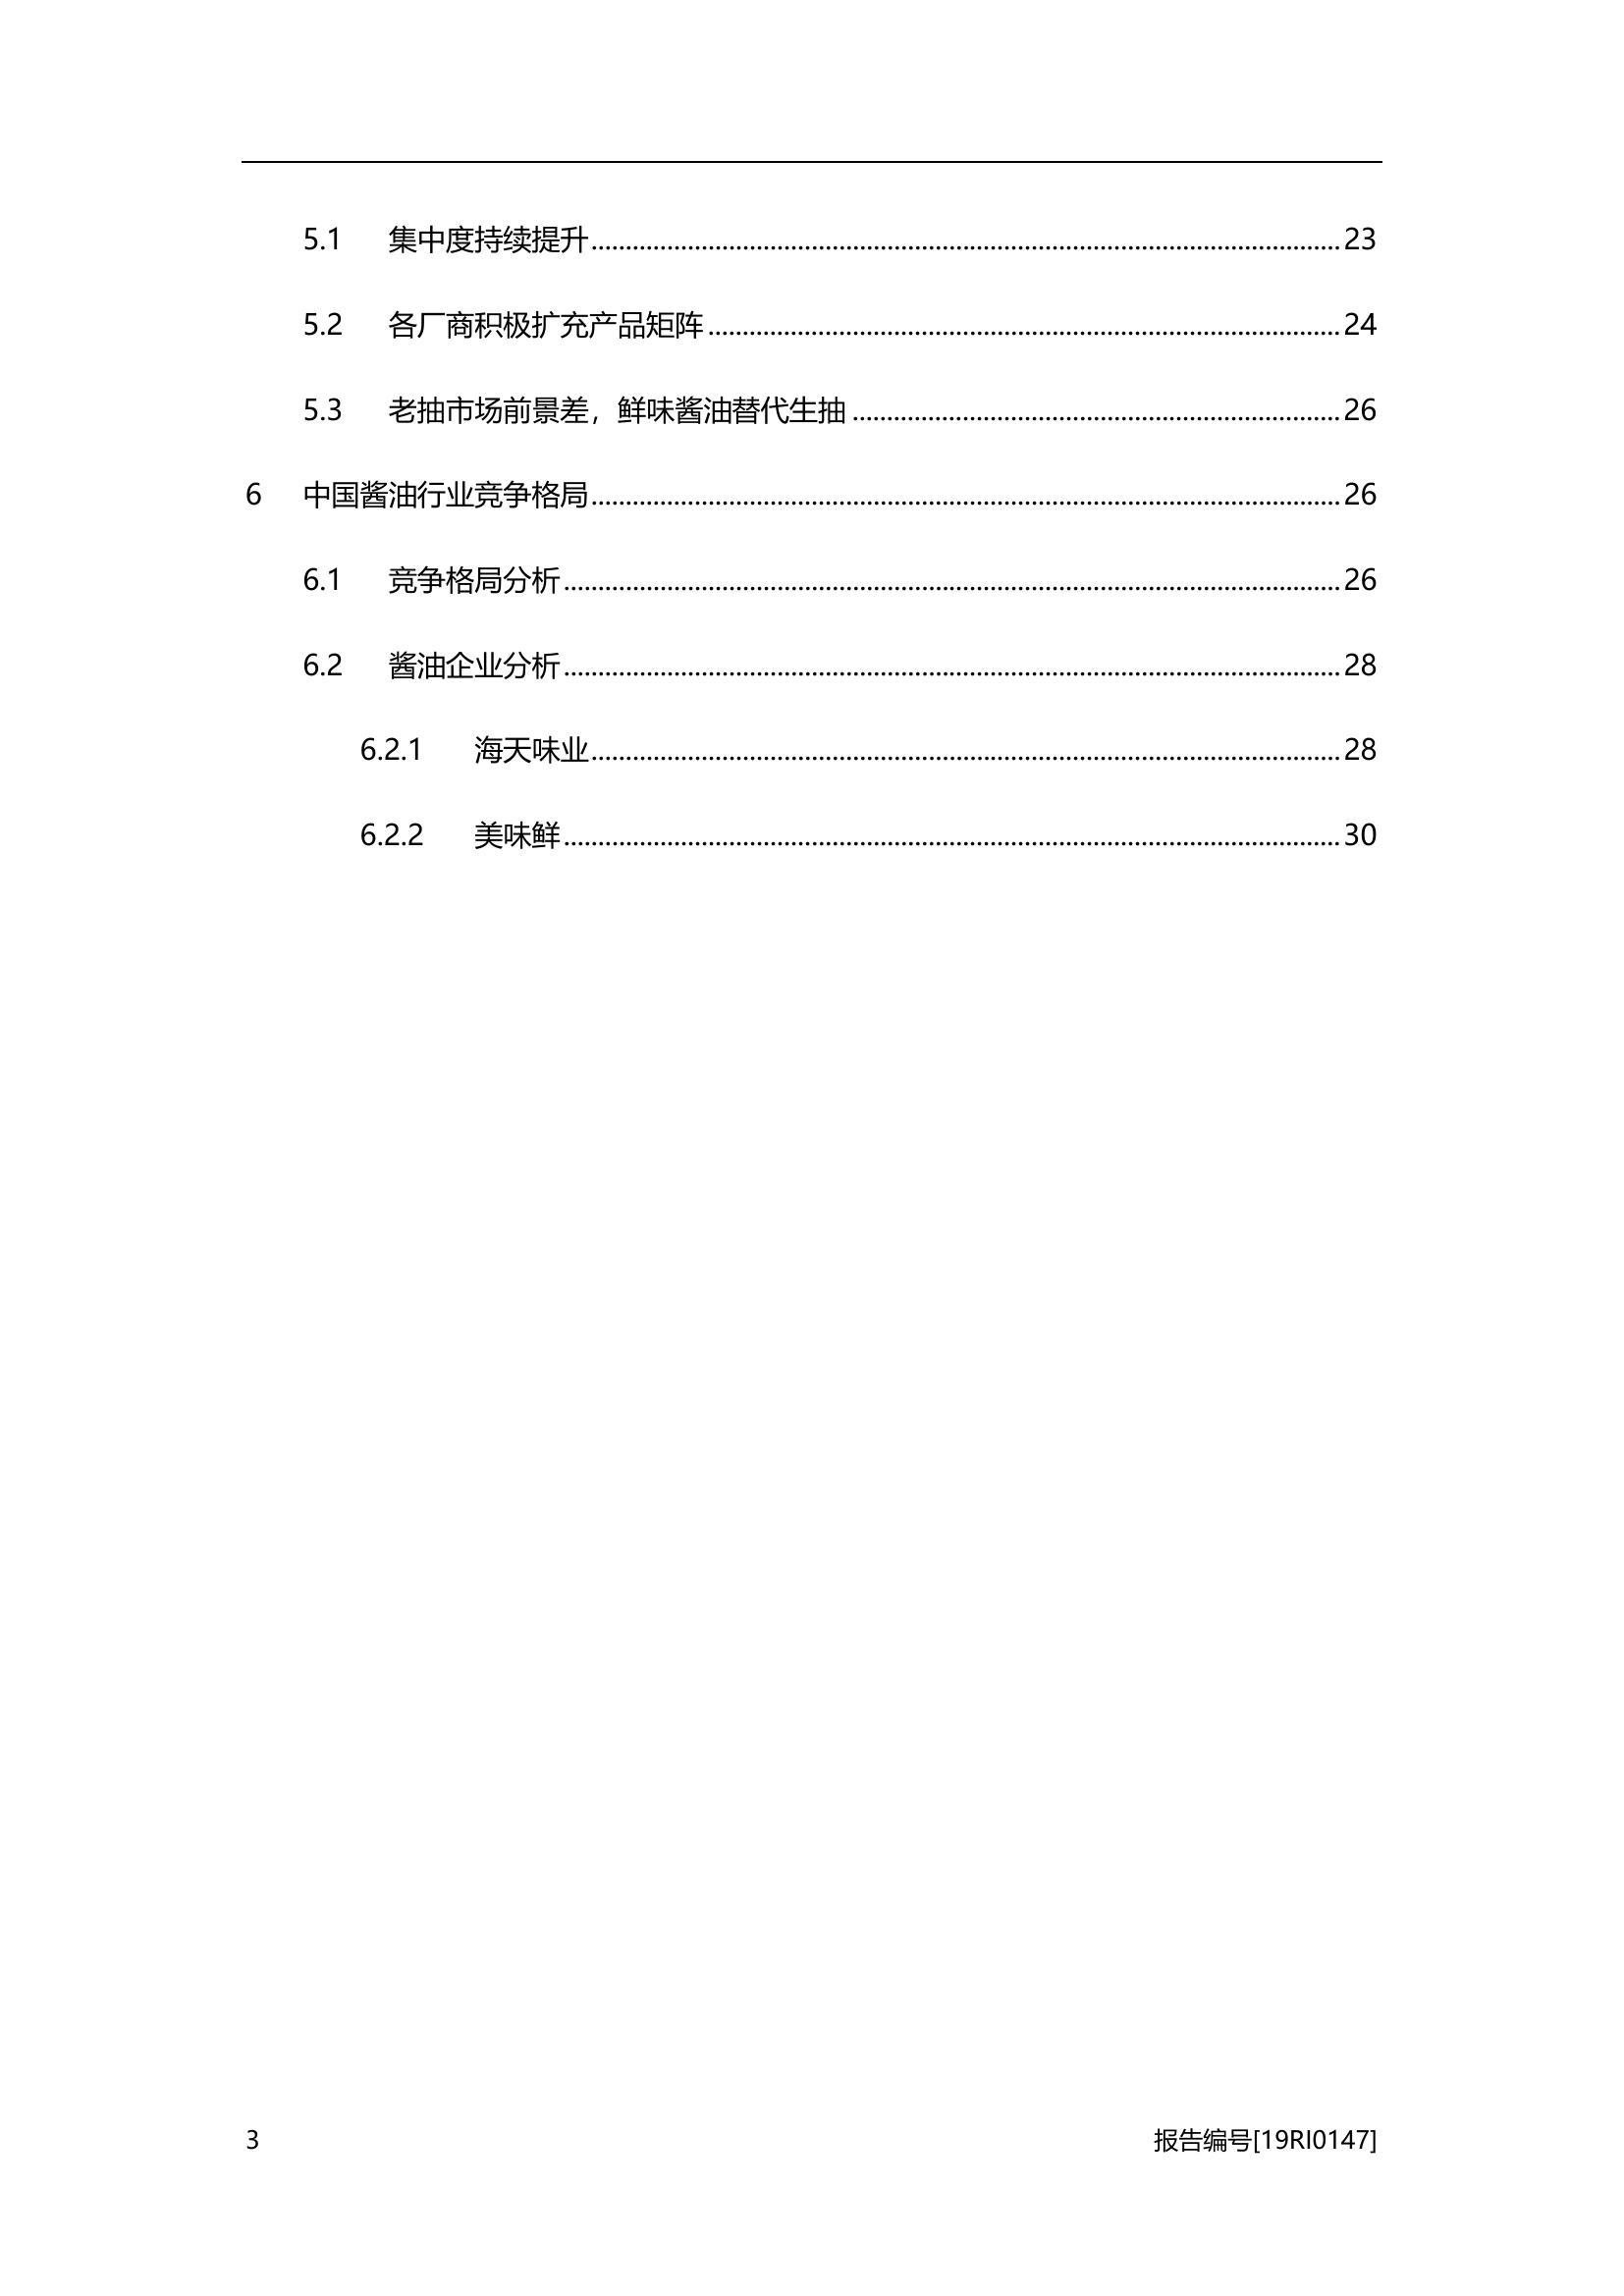 5.1 集中度持续提升........................................23
5.2 各厂商积极扩充产品矩阵........................................24
5.3 老抽市场前景差，鲜味酱油替代生抽........................................26
6 中国酱油行业竞争格局........................................26
6.1 竞争格局分析........................................26
6.2 酱油企业分析........................................28
6.2.1 海天味业........................................28
6.2.2 美味鲜........................................30
3 报告编号[19RI0147]